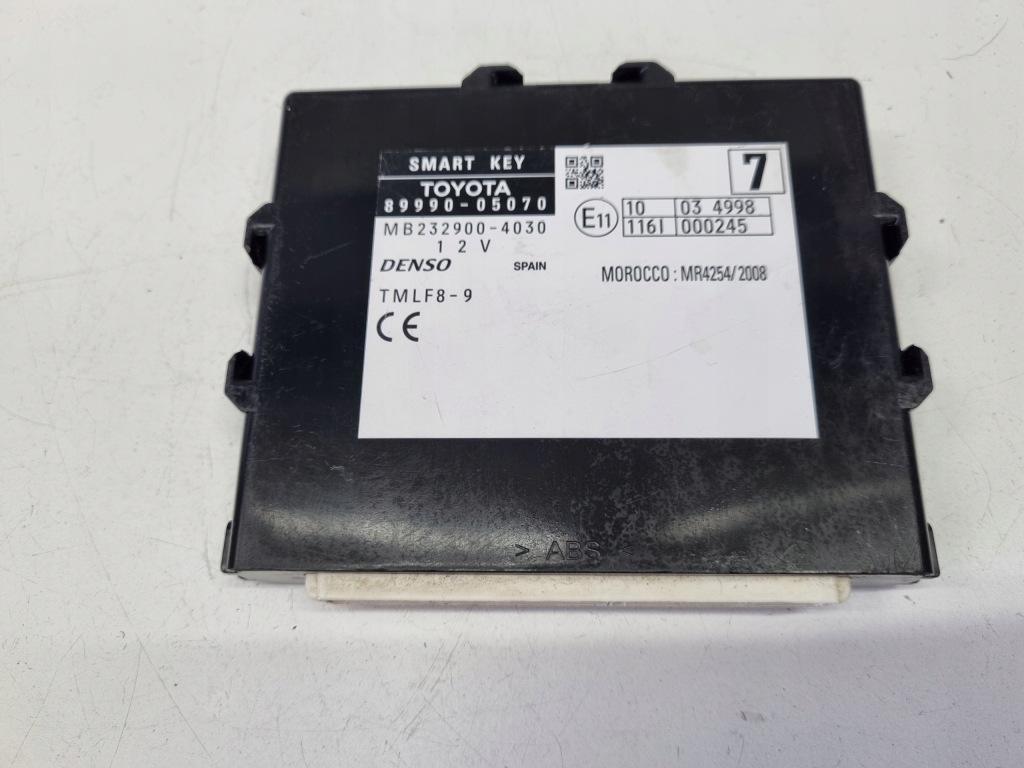 SMART KEY
TOYOTA
89990-05070
MB232900-4030
12V
DENSO SPAIN
TMLF8-9
CE
7
E11
10 03 4998
116I 000245
MOROCCO : MR4254/2008
> ABS <